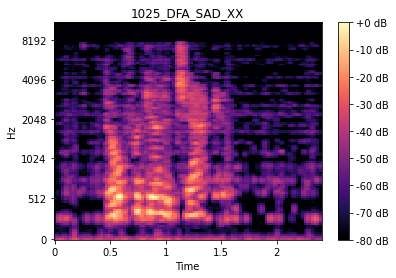 1025_DFA_SAD_XX
+0 dB
8192
-10 dB
4096
-20 dB
-30 dB
2048
Hz
-40 dB
1024
-50 dB
512
-60 dB
-70 dB
0
-80 dB
0
0.5
1
1.5
2
Time